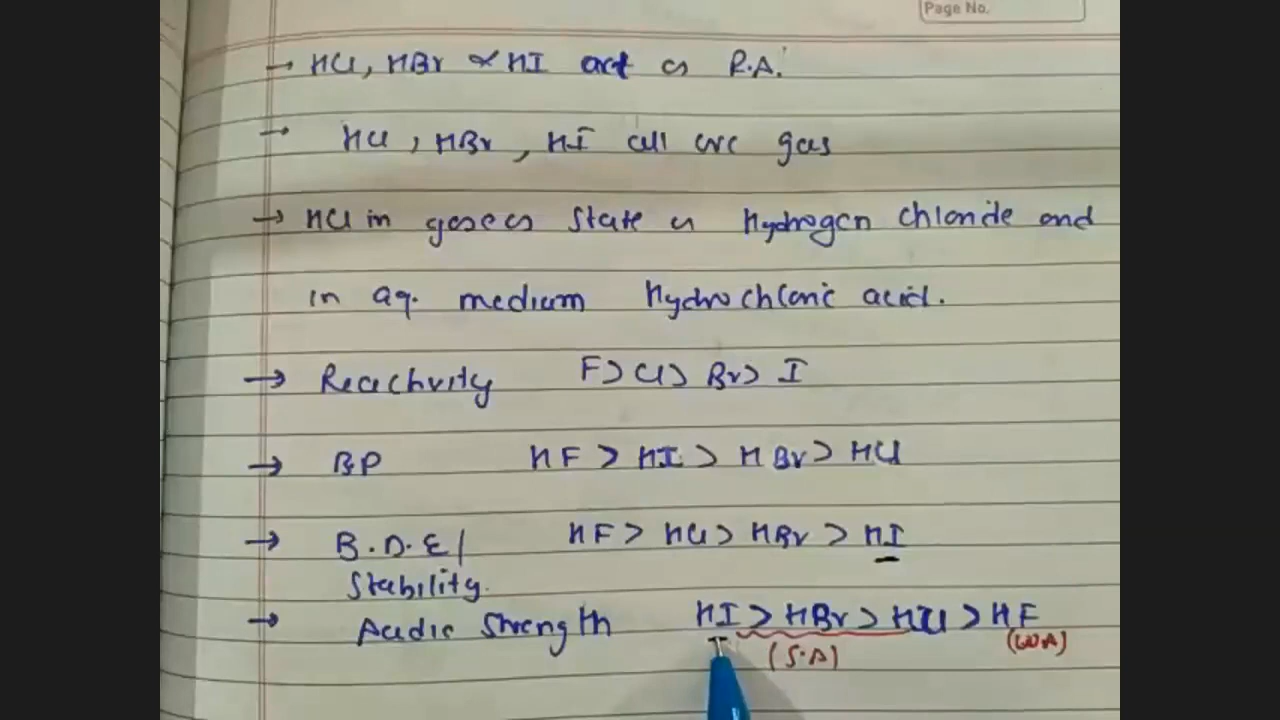 Page No.
→ HCl, HBr & HI act as R.A.
→ HCl, HBr, HI all are gas
→ HCl in gaseous state is Hydrogen chloride and
in aq. medium Hydrochloric acid.
→ Reactivity F > Cl > Br > I
→ BP HF > HI > HBr > HCl
→ B.D.E/ HF > HCl > HBr > HI
Stability.
→ Acidic Strength HI > HBr > HCl > HF
(S.A) (W.A)